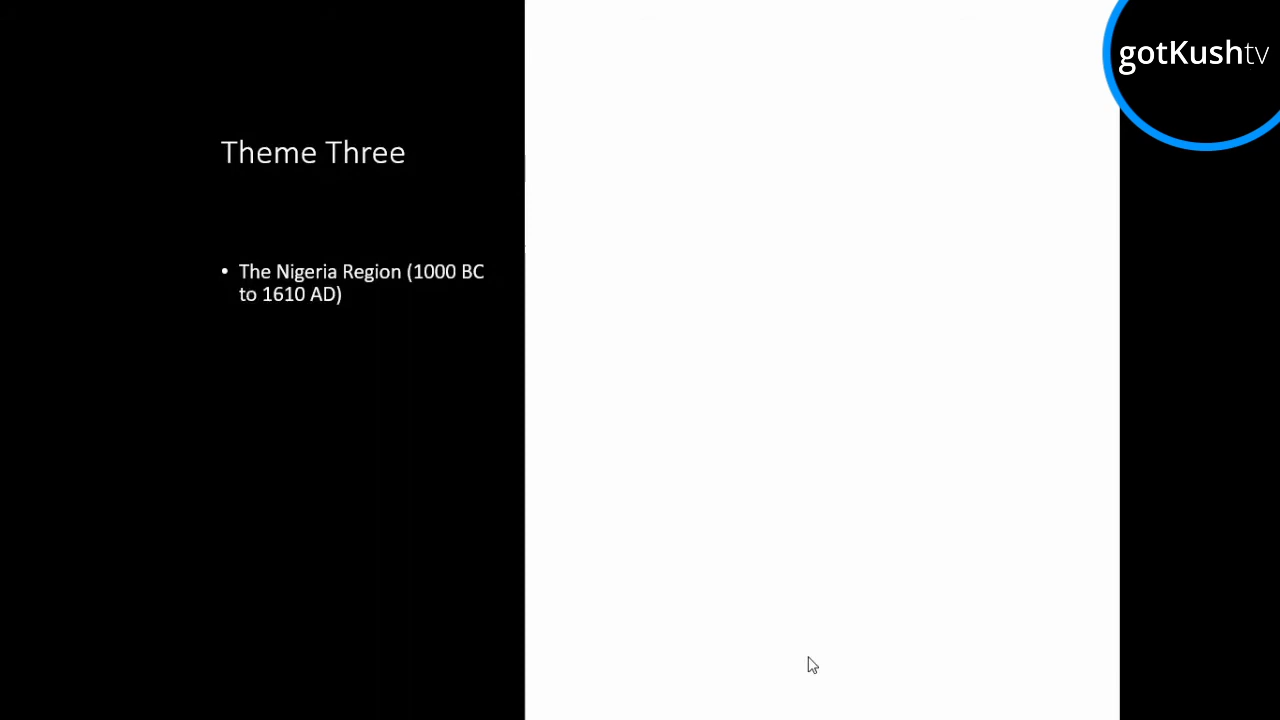 gotKushtv
Theme Three
• The Nigeria Region (1000 BC
to 1610 AD)